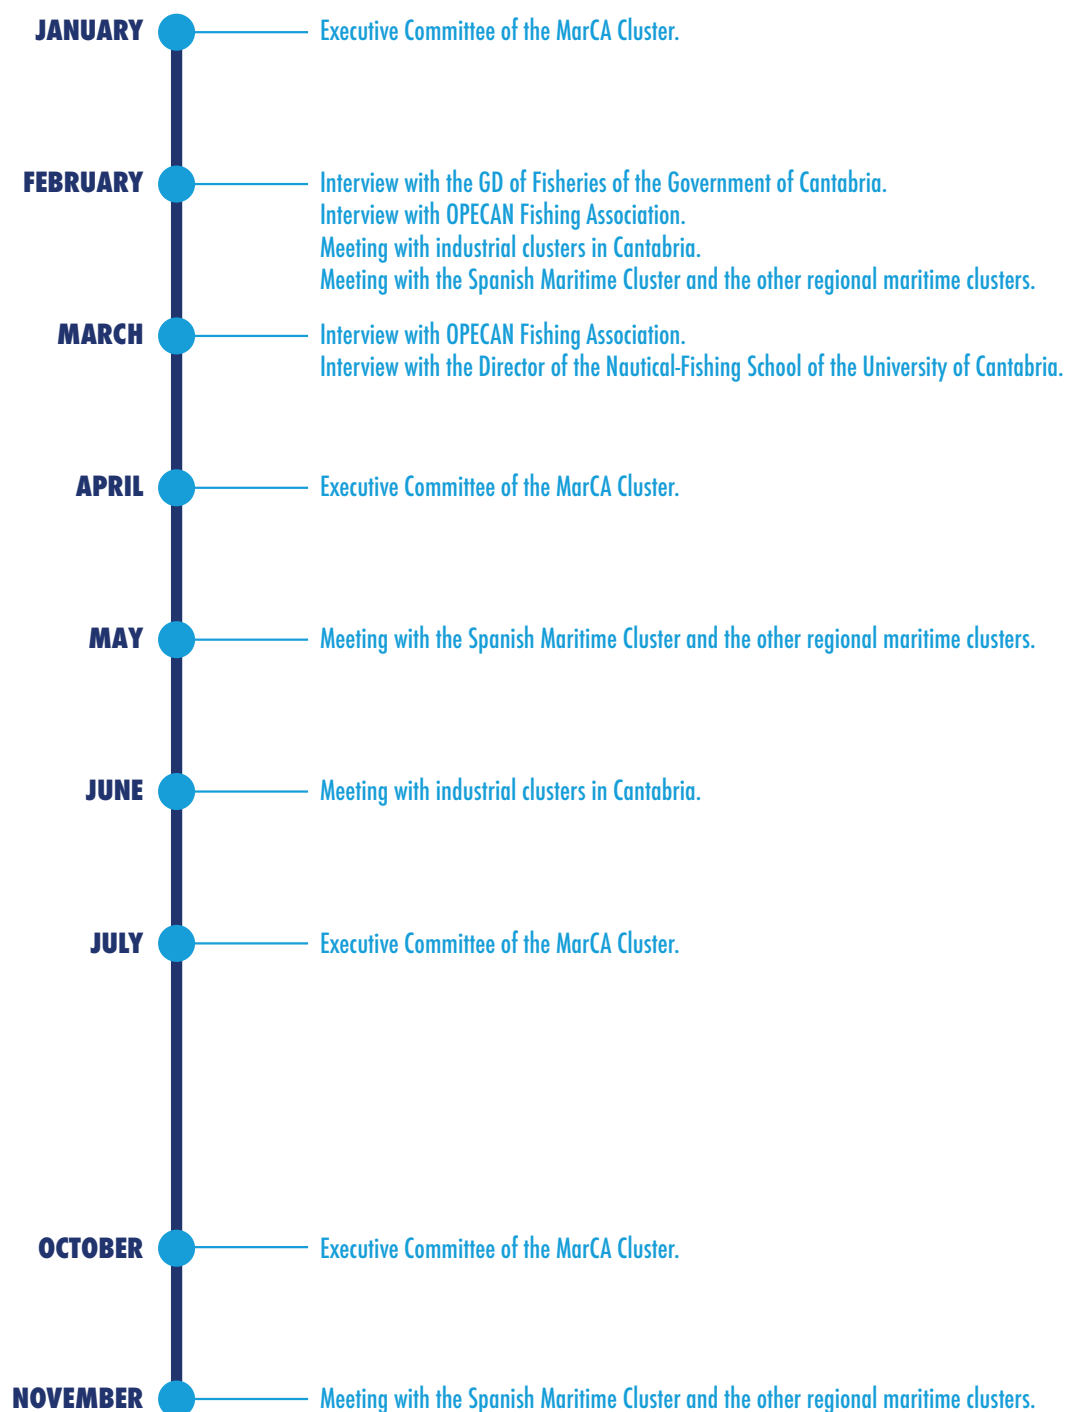 JANUARY Executive Committee of the MarCA Cluster.
FEBRUARY Interview with the GD of Fisheries of the Government of Cantabria.
Interview with OPECAN Fishing Association.
Meeting with industrial clusters in Cantabria.
Meeting with the Spanish Maritime Cluster and the other regional maritime clusters.
MARCH Interview with OPECAN Fishing Association.
Interview with the Director of the Nautical-Fishing School of the University of Cantabria.
APRIL Executive Committee of the MarCA Cluster.
MAY Meeting with the Spanish Maritime Cluster and the other regional maritime clusters.
JUNE Meeting with industrial clusters in Cantabria.
JULY Executive Committee of the MarCA Cluster.
OCTOBER Executive Committee of the MarCA Cluster.
NOVEMBER Meeting with the Spanish Maritime Cluster and the other regional maritime clusters.